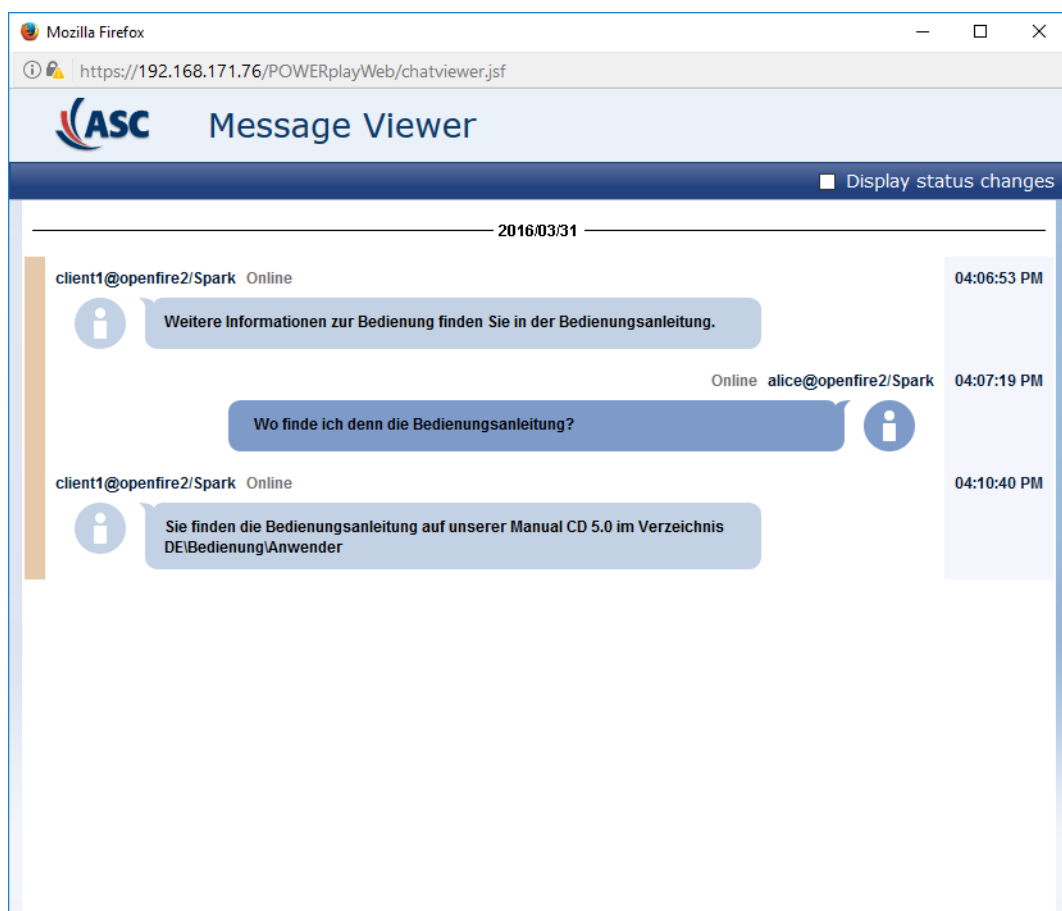 Mozilla Firefox
https://192.168.171.76/POWERplayWeb/chatviewer.jsf
ASC Message Viewer
Display status changes
2016/03/31
client1@openfire2/Spark Online 04:06:53 PM
Weitere Informationen zur Bedienung finden Sie in der Bedienungsanleitung.
Online alice@openfire2/Spark 04:07:19 PM
Wo finde ich denn die Bedienungsanleitung?
client1@openfire2/Spark Online 04:10:40 PM
Sie finden die Bedienungsanleitung auf unserer Manual CD 5.0 im Verzeichnis
DE\Bedienung\Anwender